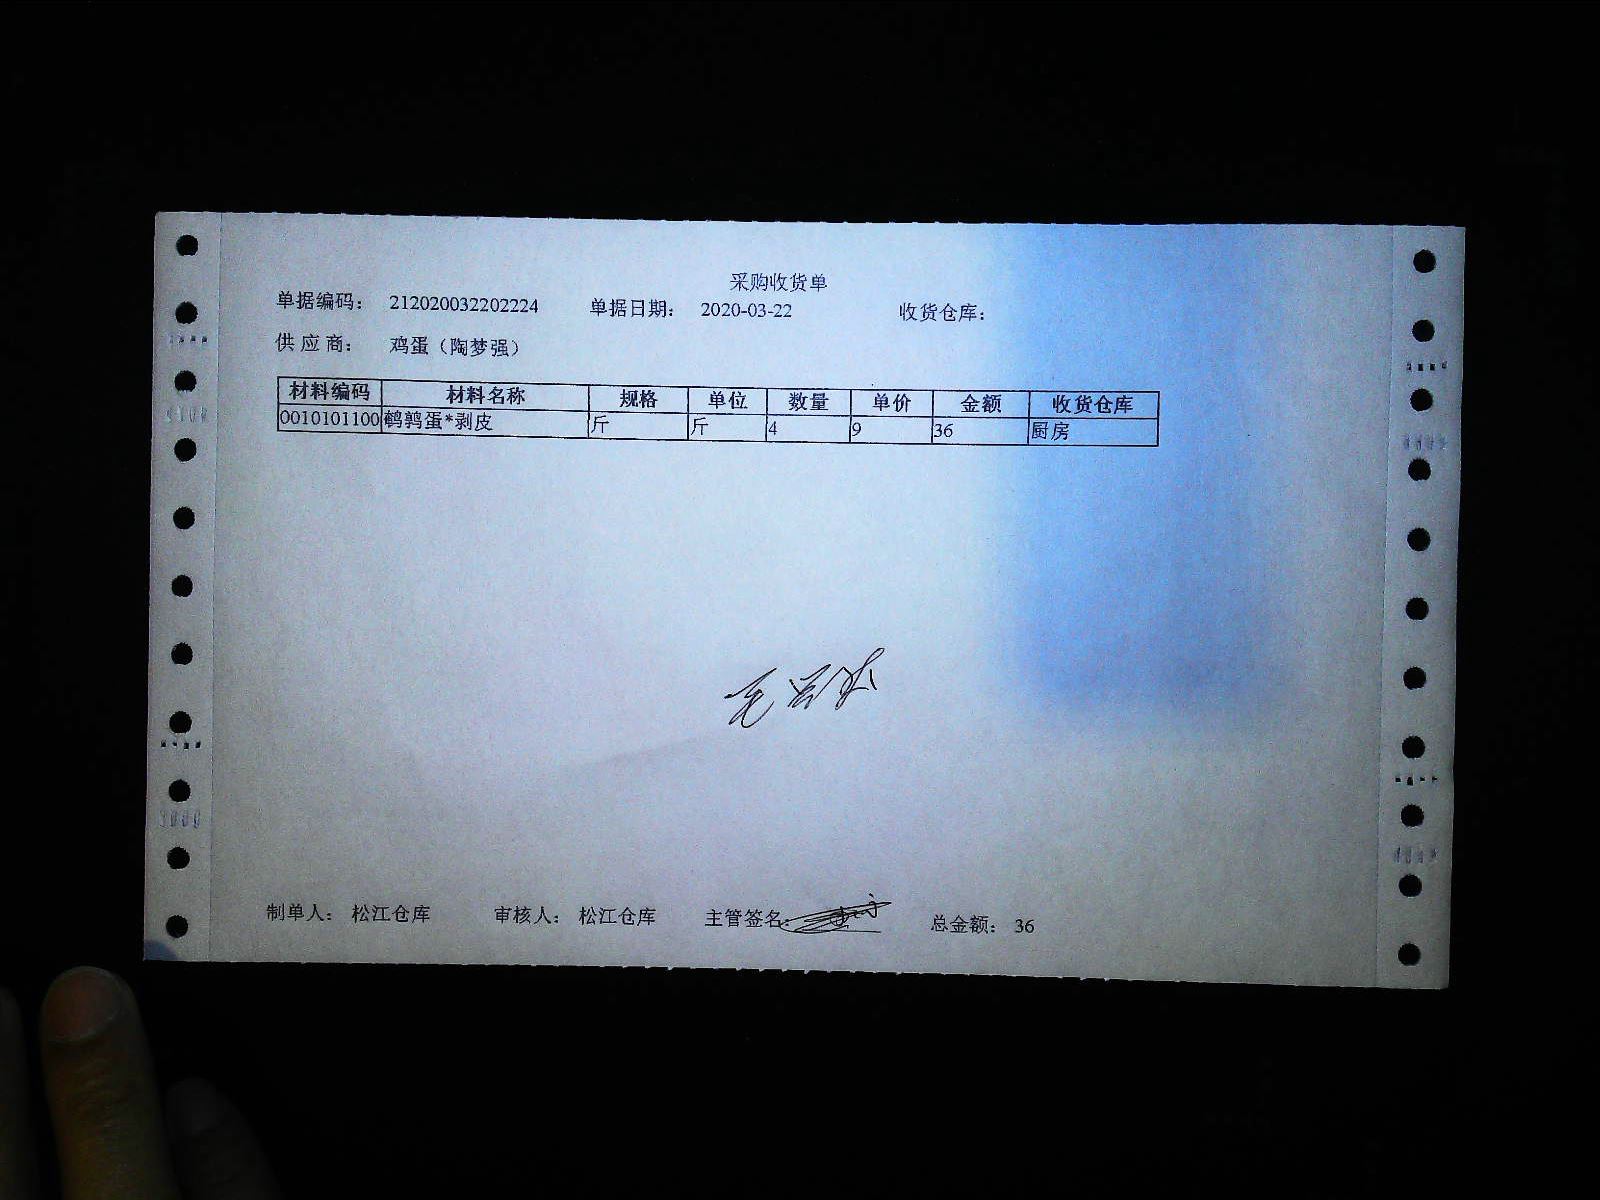 采购收货单
单据编码： 212020032202224 单据日期： 2020-03-22 收货仓库：
供应商： 鸡蛋（陶梦强）
材料编码 材料名称 规格 单位 数量 单价 金额 收货仓库
0010101100 鹌鹑蛋*剥皮 斤 斤 4 9 36 厨房
制单人： 松江仓库 审核人： 松江仓库 主管签名： 总金额： 36